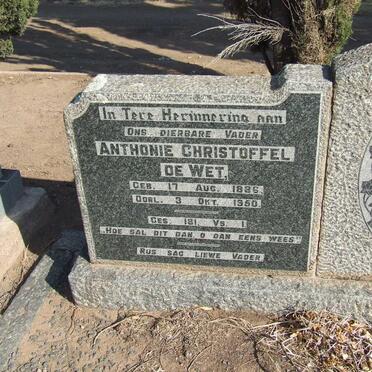 In Tere Herinnering aan
Ons dierbare Vader
Anthonie Christoffel
de Wet.
Geb. 17 Aug. 1886.
Oorl. 3 Okt. 1950.
Ges. 181 Vs. 1
"Hoe sal dit dan o dan eens wees"
Rus sag liewe Vader